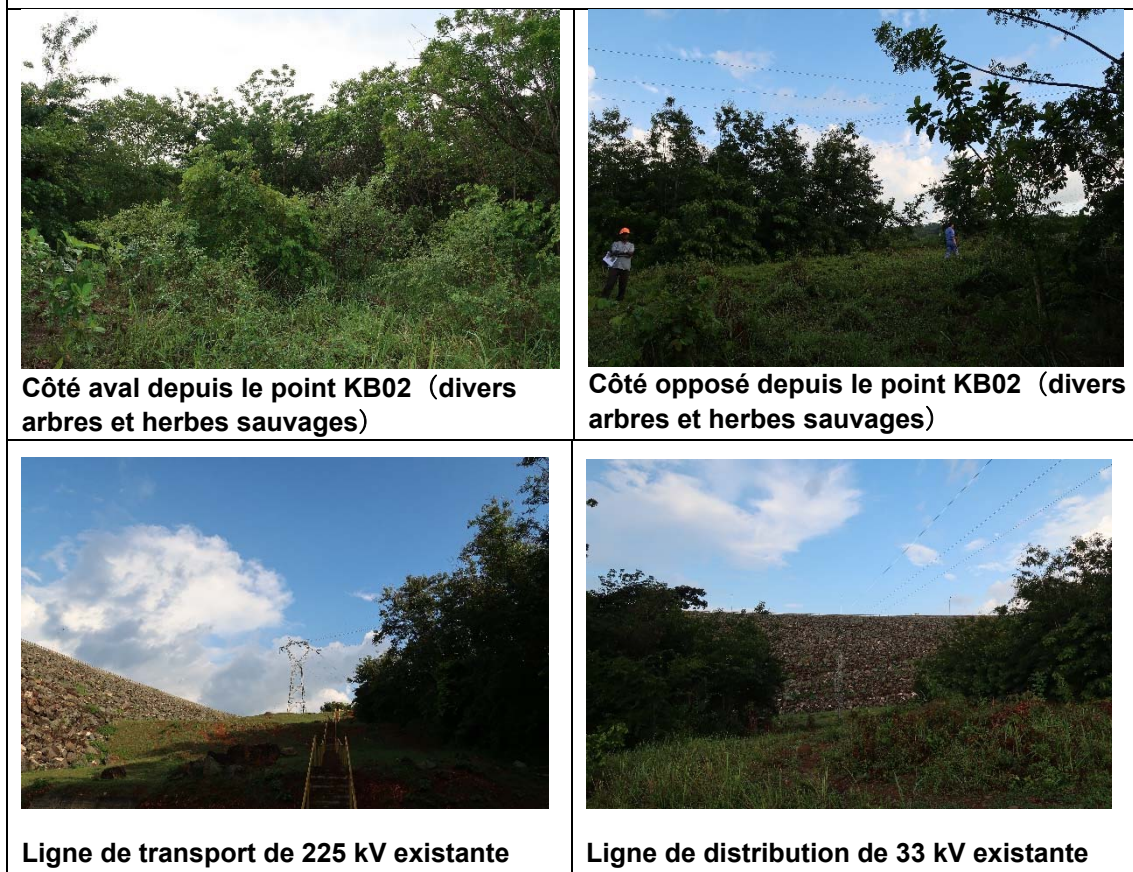 Côté aval depuis le point KB02（divers
arbres et herbes sauvages）
Côté opposé depuis le point KB02（divers
arbres et herbes sauvages）
Ligne de transport de 225 kV existante
Ligne de distribution de 33 kV existante